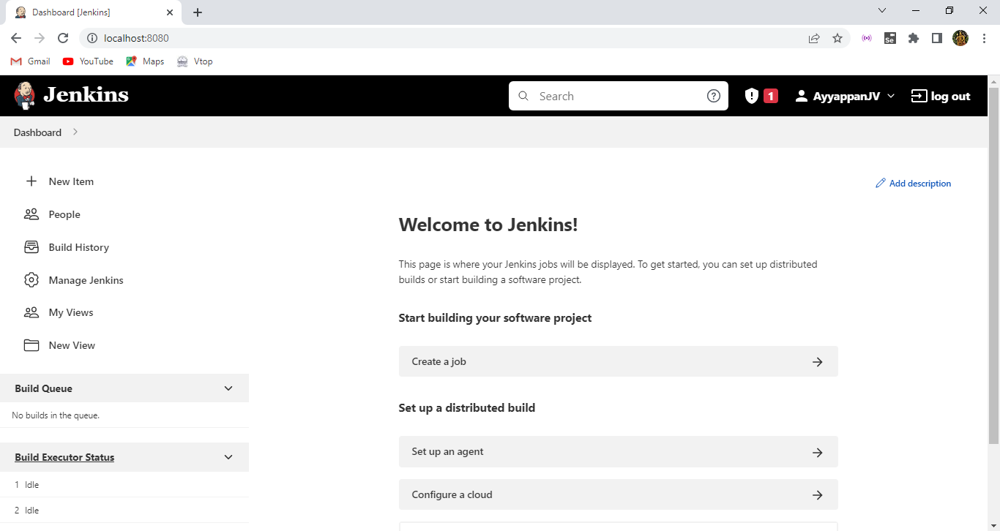 Dashboard [Jenkins]
localhost:8080
Gmail
YouTube
Maps
Vtop
Se
Jenkins
Search
1
AyyappanJV
log out
Dashboard
New Item
People
Build History
Manage Jenkins
My Views
New View
Build Queue
No builds in the queue.
Build Executor Status
1 Idle
2 Idle
Add description
Welcome to Jenkins!
This page is where your Jenkins jobs will be displayed. To get started, you can set up distributed
builds or start building a software project.
Start building your software project
Create a job
Set up a distributed build
Set up an agent
Configure a cloud